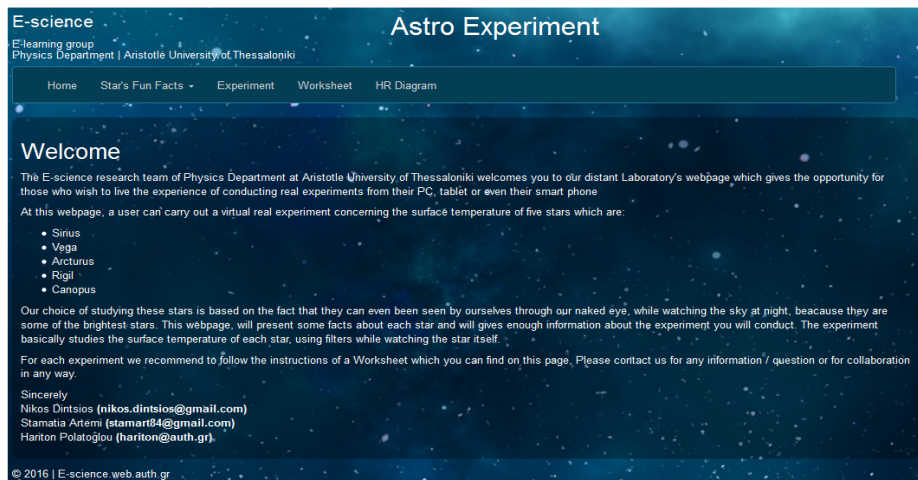 E-science
Astro Experiment
E-learning group
Physics Department | Aristotle University of Thessaloniki
Home Star's Fun Facts Experiment Worksheet HR Diagram
Welcome
The E-science research team of Physics Department at Aristotle University of Thessaloniki welcomes you to our distant Laboratory's webpage which gives the opportunity for
those who wish to live the experience of conducting real experiments from their PC, tablet or even their smart phone
At this webpage, a user can carry out a virtual real experiment concerning the surface temperature of five stars which are:
Sirius
Vega
Arcturus
Rigil
Canopus
Our choice of studying these stars is based on the fact that they can even been seen by ourselves through our naked eye, while watching the sky at night, beacause they are
some of the brightest stars. This webpage, will present some facts about each star and will gives enough information about the experiment you will conduct. The experiment
basically studies the surface temperature of each star, using filters while watching the star itself.
For each experiment we recommend to follow the instructions of a Worksheet which you can find on this page. Please contact us for any information / question or for collaboration
in any way.
Sincerely
Nikos Dintsios (nikos.dintsios@gmail.com)
Stamatia Artemi (stamart84@gmail.com)
Hariton Polatoglou (hariton@auth.gr)
© 2016 | E-science.web.auth.gr